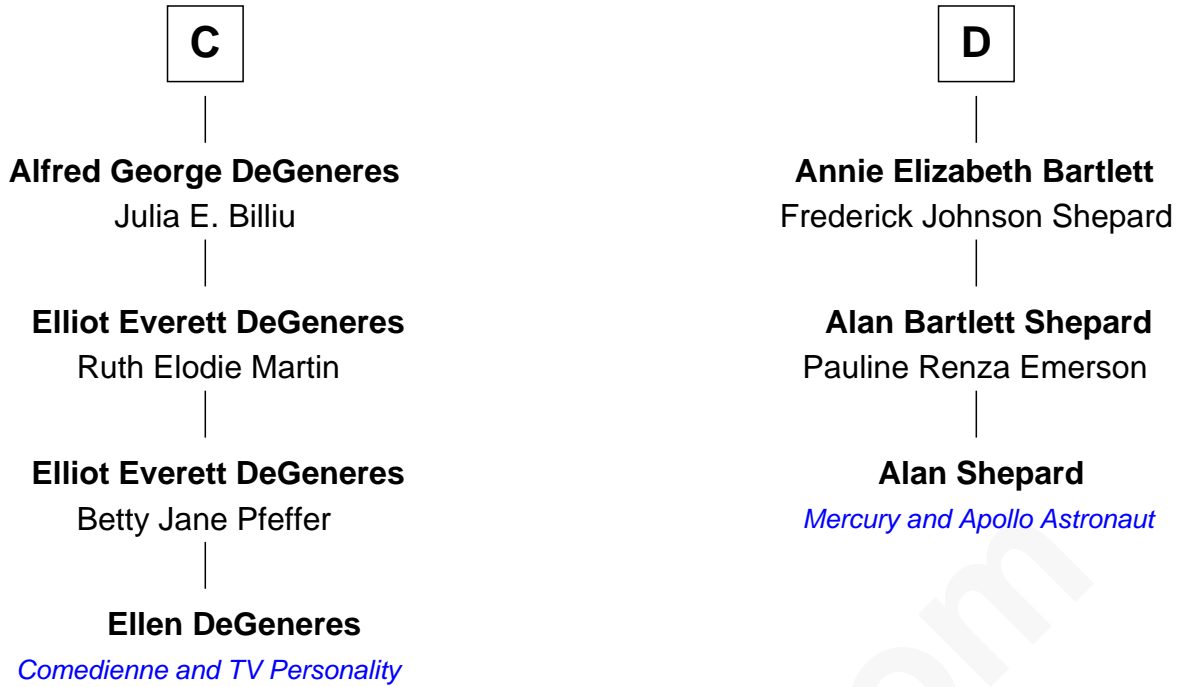 C
Alfred George DeGeneres
Julia E. Billiu
Elliot Everett DeGeneres
Ruth Elodie Martin
Elliot Everett DeGeneres
Betty Jane Pfeffer
Ellen DeGeneres
Comedienne and TV Personality
D
Annie Elizabeth Bartlett
Frederick Johnson Shepard
Alan Bartlett Shepard
Pauline Renza Emerson
Alan Shepard
Mercury and Apollo Astronaut
om